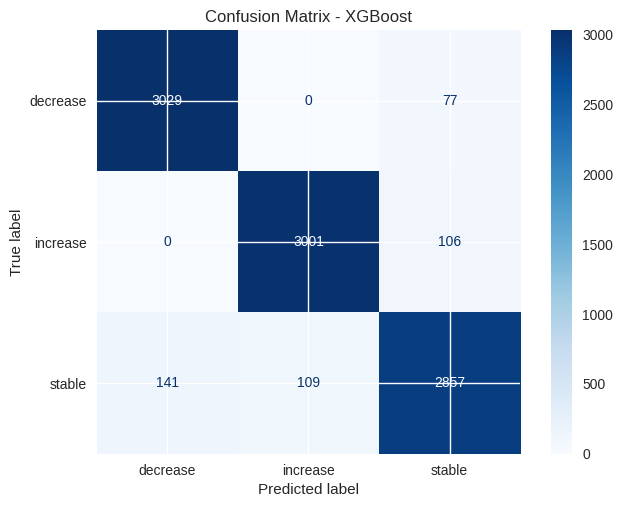 Confusion Matrix - XGBoost
True label
decrease
increase
stable
3029 0 77
0 3001 106
141 109 2857
decrease increase stable
Predicted label
3000
2500
2000
1500
1000
500
0